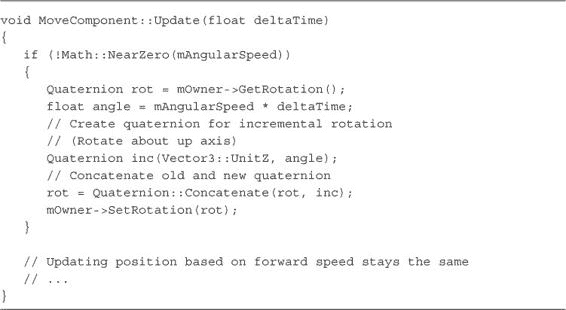 void MoveComponent::Update(float deltaTime)
{
   if (!Math::NearZero(mAngularSpeed))
   {
      Quaternion rot = mOwner->GetRotation();
      float angle = mAngularSpeed * deltaTime;
      // Create quaternion for incremental rotation
      // (Rotate about up axis)
      Quaternion inc(Vector3::UnitZ, angle);
      // Concatenate old and new quaternion
      rot = Quaternion::Concatenate(rot, inc);
      mOwner->SetRotation(rot);
   }

   // Updating position based on forward speed stays the same
   // ...
}